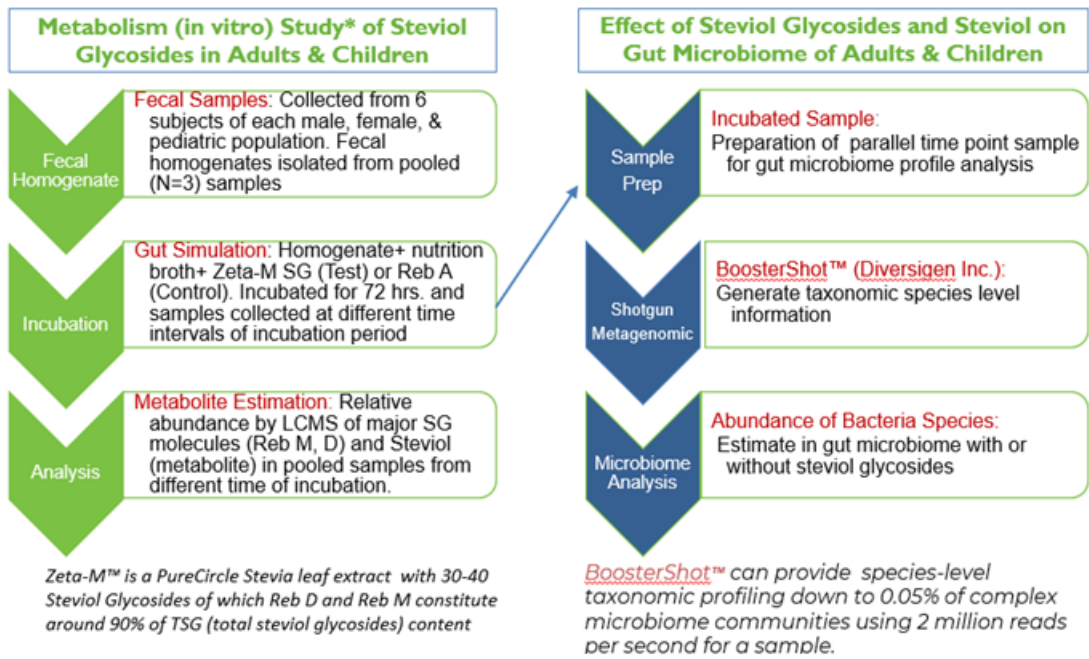 Metabolism (in vitro) Study* of Steviol
Glycosides in Adults & Children
Fecal
Homogenate
Fecal Samples: Collected from 6
subjects of each male, female, &
pediatric population. Fecal
homogenates isolated from pooled
(N=3) samples
Incubation
Gut Simulation: Homogenate+ nutrition
broth+ Zeta-M SG (Test) or Reb A
(Control). Incubated for 72 hrs. and
samples collected at different time
intervals of incubation period
Analysis
Metabolite Estimation: Relative
abundance by LCMS of major SG
molecules (Reb M, D) and Steviol
(metabolite) in pooled samples from
different time of incubation.
Zeta-M™ is a PureCircle Stevia leaf extract with 30-40
Steviol Glycosides of which Reb D and Reb M constitute
around 90% of TSG (total steviol glycosides) content
Effect of Steviol Glycosides and Steviol on
Gut Microbiome of Adults & Children
Sample
Prep
Incubated Sample:
Preparation of parallel time point sample
for gut microbiome profile analysis
Shotgun
Metagenomic
BoosterShot™ (Diversigen Inc.):
Generate taxonomic species level
information
Microbiome
Analysis
Abundance of Bacteria Species:
Estimate in gut microbiome with or
without steviol glycosides
BoosterShot™ can provide species-level
taxonomic profiling down to 0.05% of complex
microbiome communities using 2 million reads
per second for a sample.